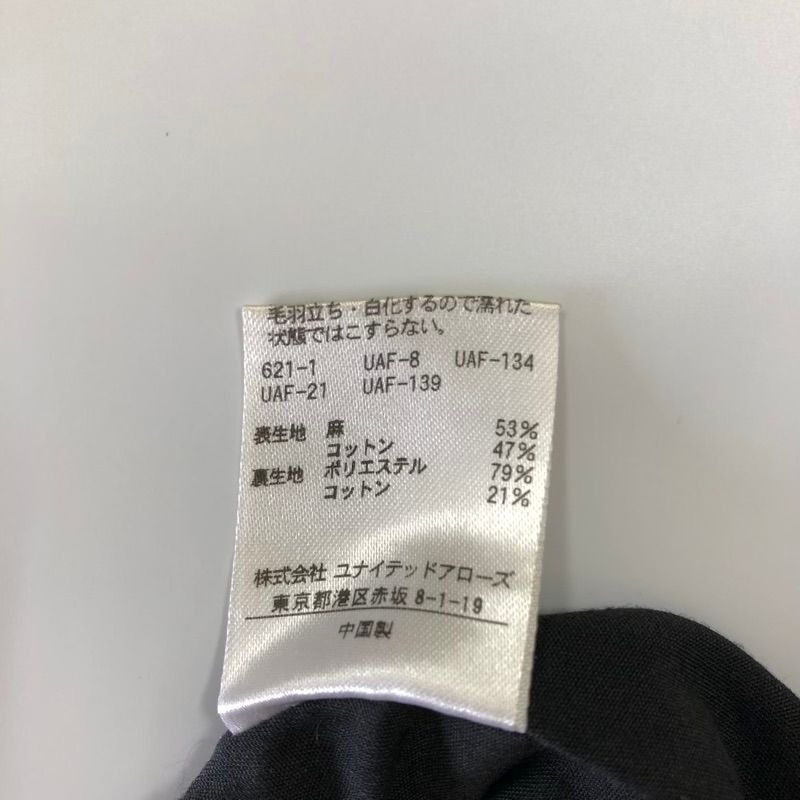 毛羽立ち・白化するので濡れた
状態ではこすらない。
621-1 UAF-8 UAF-134
UAF-21 UAF-139
表生地 麻 53%
コットン 47%
裏生地 ポリエステル 79%
コットン 21%
株式会社 ユナイテッドアローズ
東京都港区赤坂 8-1-19
中国製